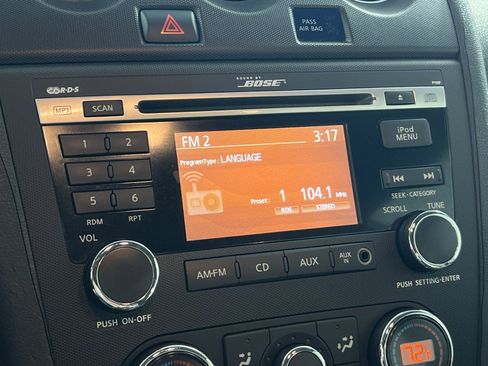 PASS
AIR BAG
R·D·S
SOUND BY
BOSE
MP3 SCAN
iPod
MENU
1 2
3 4
5 6
RDM RPT
FM 2 3:17
ProgramType : LANGUAGE
Preset : 1 104.1 MHz
RDS STEREO
SEEK·CATEGORY
SCROLL TUNE
VOL
AM·FM CD AUX AUX
IN
PUSH ON·OFF
PUSH SETTING·ENTER
72